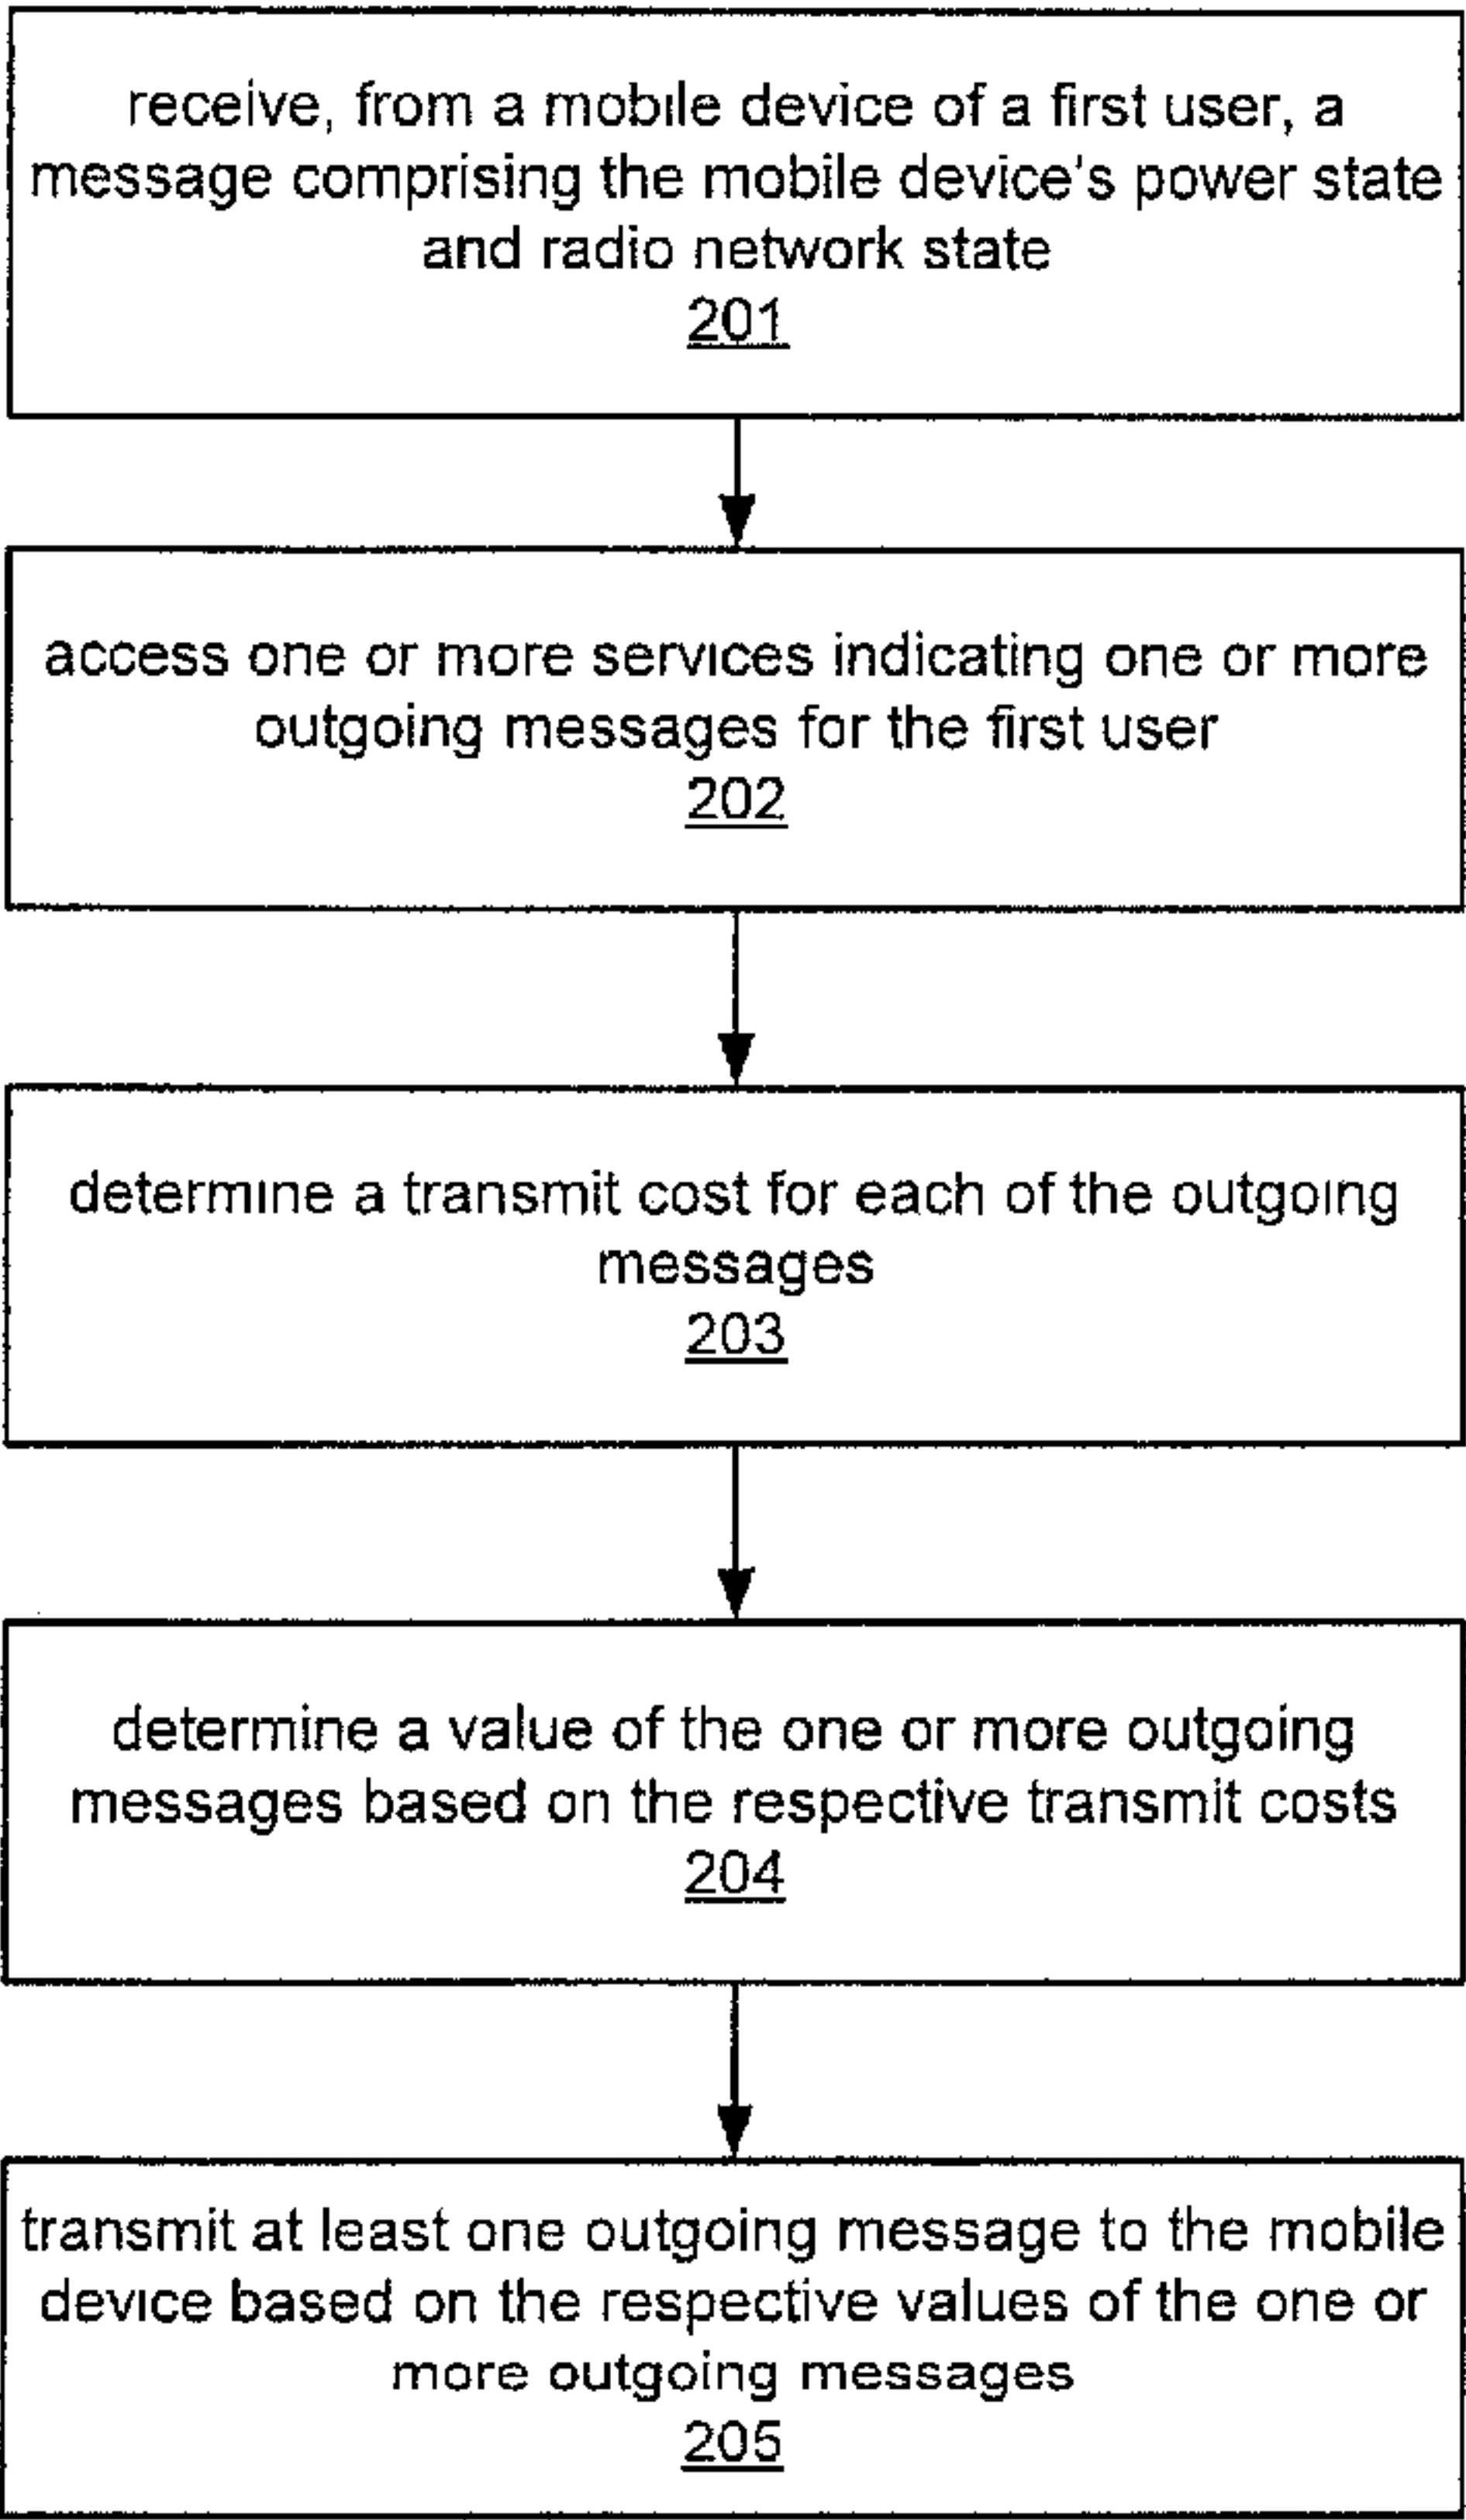 receive, from a mobile device of a first user, a
message comprising the mobile device's power state
and radio network state
201
access one or more services indicating one or more
outgoing messages for the first user
202
determine a transmit cost for each of the outgoing
messages
203
determine a value of the one or more outgoing
messages based on the respective transmit costs
204
transmit at least one outgoing message to the mobile
device based on the respective values of the one or
more outgoing messages
205